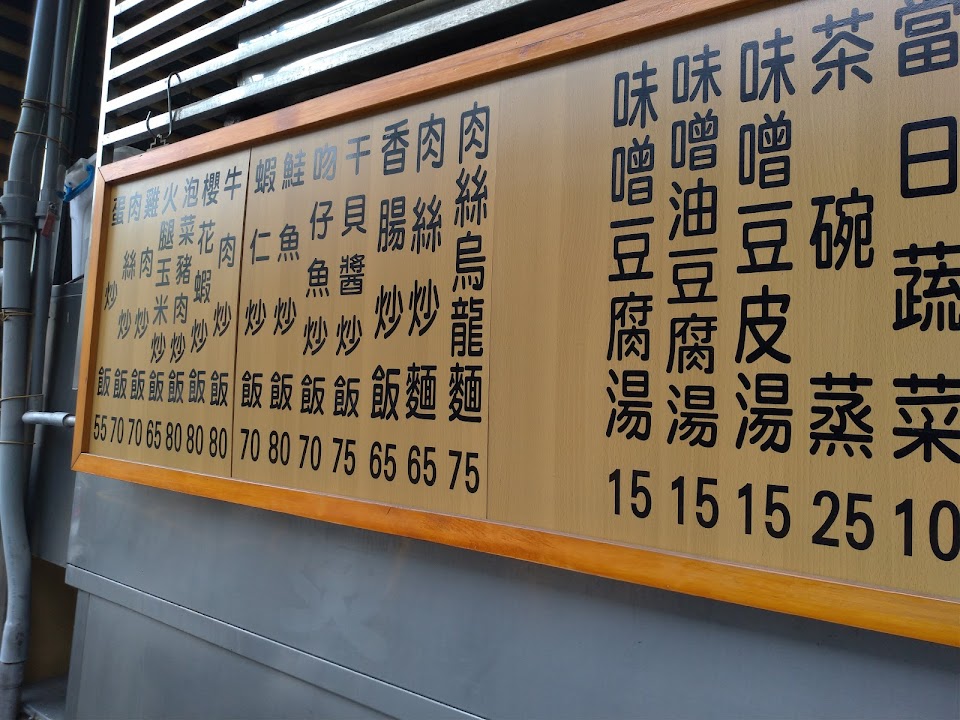 當日蔬菜 10
茶碗蒸 25
味噌豆皮湯 15
味噌油豆腐湯 15
味噌豆腐湯 15
肉絲烏龍麵 75
肉絲炒麵 65
香腸炒飯 65
干貝醬炒飯 75
吻仔魚炒飯 70
鮭魚炒飯 80
蝦仁炒飯 70
牛肉炒飯 80
櫻花蝦炒飯 80
泡菜豬肉炒飯 80
火腿玉米炒飯 65
雞肉炒飯 70
肉絲炒飯 70
蛋炒飯 55